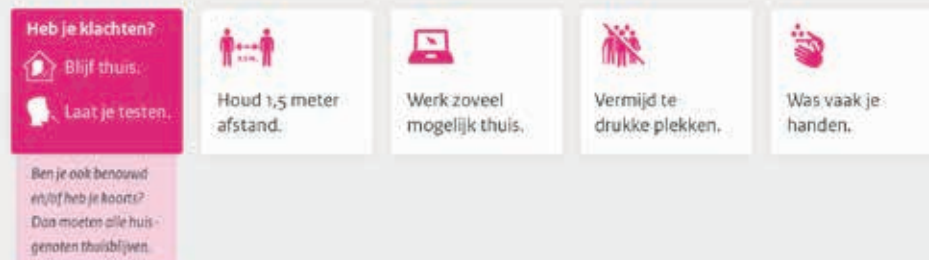 Heb je klachten?
Blijf thuis.
Laat je testen.
Ben je ook benauwd
en/of heb je koorts?
Dan moeten alle huis-
genoten thuisblijven.
Houd 1,5 meter
afstand.
Werk zoveel
mogelijk thuis.
Vermijd te
drukke plekken.
Was vaak je
handen.